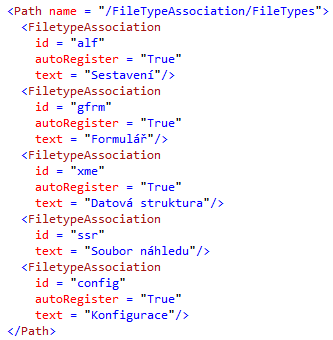 <Path name = "/FileTypeAssociation/FileTypes">
<FiletypeAssociation
id = "alf"
autoRegister = "True"
text = "Sestavení"/>
<FiletypeAssociation
id = "gfrm"
autoRegister = "True"
text = "Formulář"/>
<FiletypeAssociation
id = "xme"
autoRegister = "True"
text = "Datová struktura"/>
<FiletypeAssociation
id = "ssr"
text = "Soubor náhledu"/>
<FiletypeAssociation
id = "config"
autoRegister = "True"
text = "Konfigurace"/>
</Path>